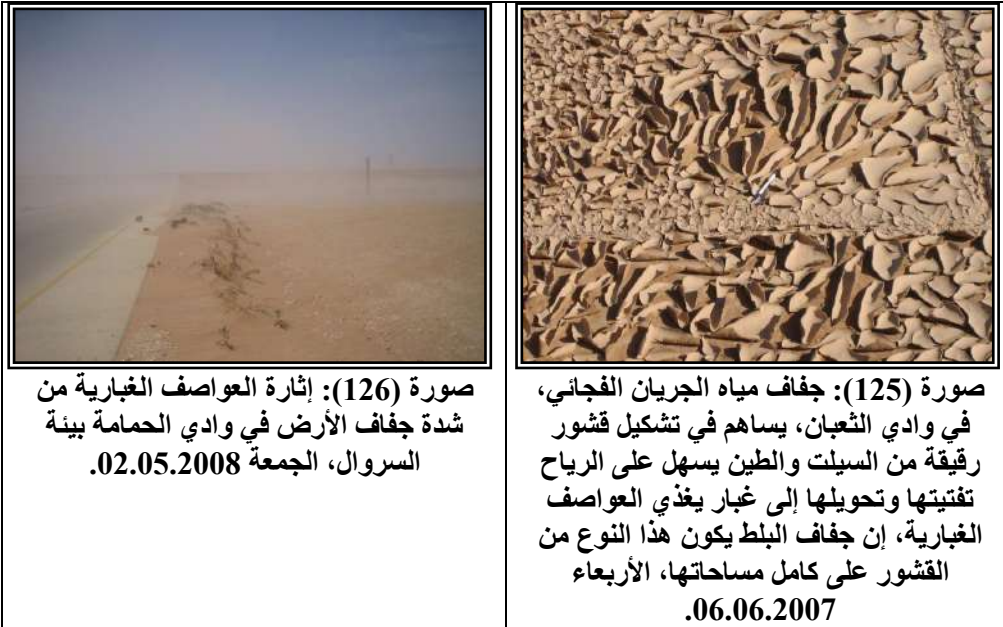 صورة (125): جفاف مياه الجريان الفجائي،
في وادي الثعبان، يساهم في تشكيل قشور
رقيقة من السيلت والطين يسهل على الرياح
تفتيتها وتحويلها إلى غبار يغذي العواصف
الغبارية، إن جفاف البلط يكون هذا النوع من
القشور على كامل مساحاتها، الأربعاء
06.06.2007.
صورة (126): إثارة العواصف الغبارية من
شدة جفاف الأرض في وادي الحمامة بيئة
السروال، الجمعة 02.05.2008.